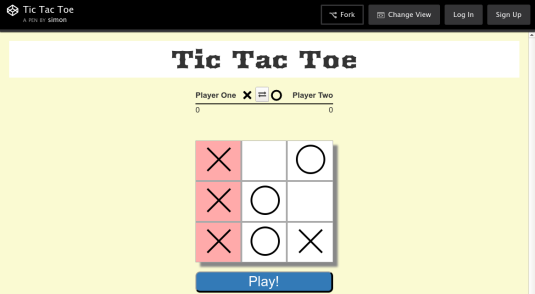 Tic Tac Toe
A PEN BY simon
Fork
Change View
Log In
Sign Up
Tic Tac Toe
Player One
Player Two
0
0
Play!